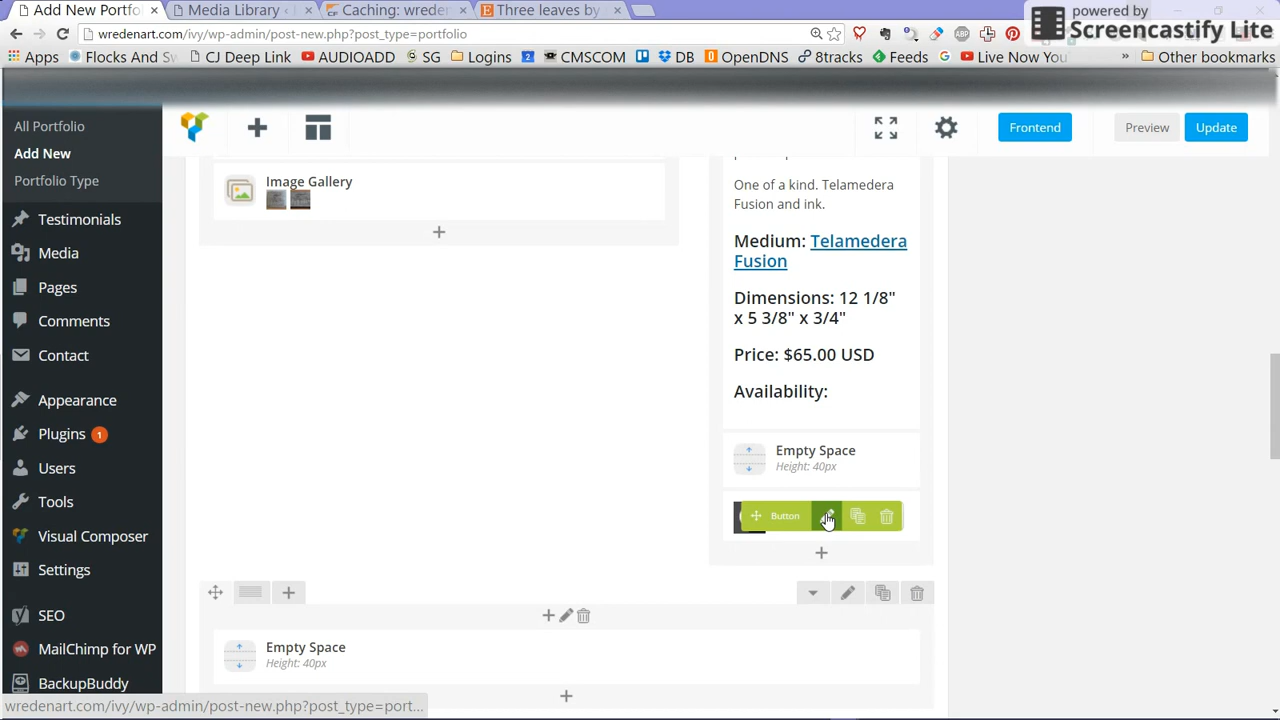 Add New Portfo
Media Library ‹
Caching: wreden
Three leaves by
powered by
Screencastify Lite
wredenart.com/ivy/wp-admin/post-new.php?post_type=portfolio
Apps
Flocks And Sv
CJ Deep Link
AUDIOADD
SG
Logins
CMSCOM
DB
OpenDNS
8tracks
Feeds
Live Now You
»
Other bookmarks
All Portfolio
Add New
Portfolio Type
Testimonials
Media
Pages
Comments
Contact
Appearance
Plugins 1
Users
Tools
Visual Composer
Settings
SEO
MailChimp for WP
BackupBuddy
Frontend
Preview
Update
Image Gallery
One of a kind. Telamedera
Fusion and ink.
Medium: Telamedera
Fusion
Dimensions: 12 1/8"
x 5 3/8" x 3/4"
Price: $65.00 USD
Availability:
Empty Space
Height: 40px
Button
Empty Space
Height: 40px
wredenart.com/ivy/wp-admin/post-new.php?post_type=port...